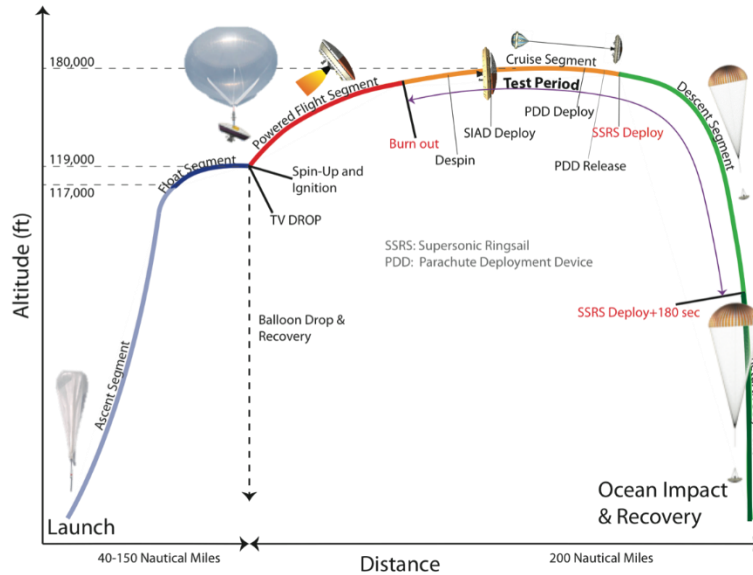 180,000
119,000
117,000
Altitude (ft)
Ascent Segment
Float Segment
Powered Flight Segment
Cruise Segment
Test Period
Descent Segment
Burn out
Despin
SIAD Deploy
PDD Deploy
SSRS Deploy
PDD Release
Spin-Up and
Ignition
TV DROP
SSRS: Supersonic Ringsail
PDD: Parachute Deployment Device
Balloon Drop &
Recovery
SSRS Deploy+180 sec
Launch
Ocean Impact
& Recovery
40-150 Nautical Miles
Distance
200 Nautical Miles